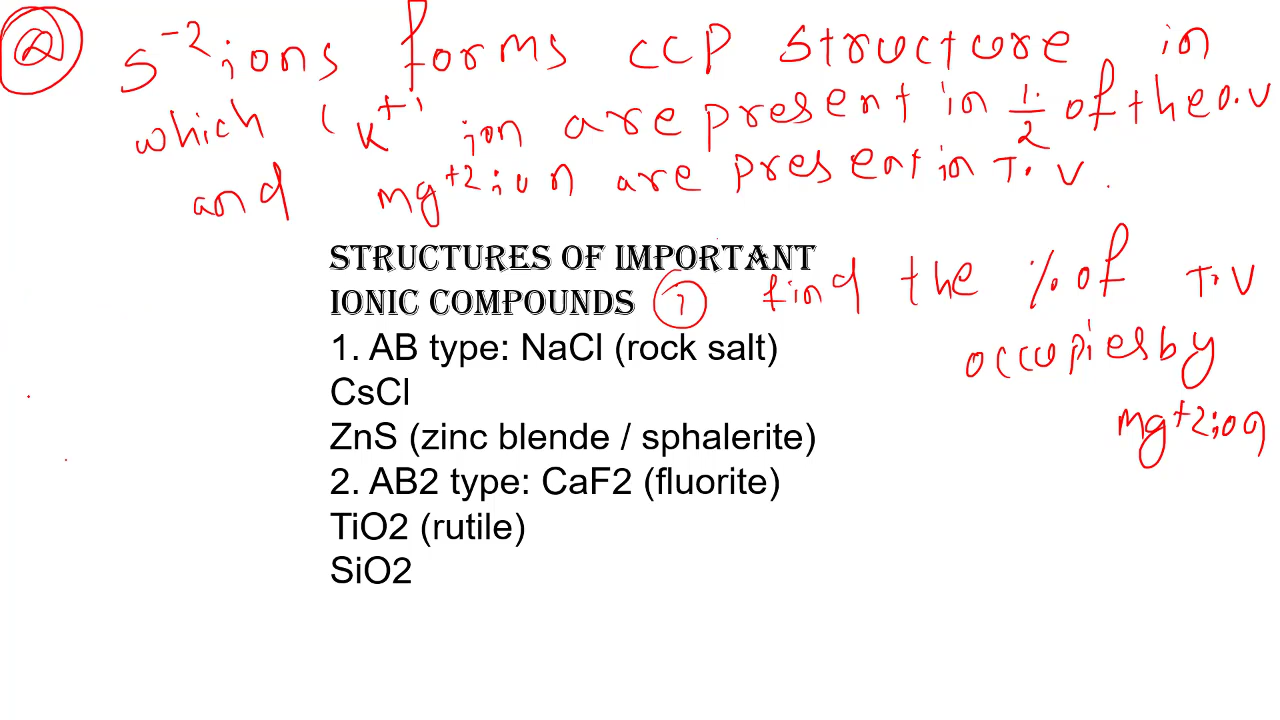 Q S⁻² ions forms CCP structure in
which (K⁺¹ ion are present in 1/2 of the O.V
and Mg⁺² ion are present in T.V.
STRUCTURES OF IMPORTANT
IONIC COMPOUNDS
① find the % of T.V
occupies by
Mg⁺² ion
1. AB type: NaCl (rock salt)
CsCl
ZnS (zinc blende / sphalerite)
2. AB2 type: CaF2 (fluorite)
TiO2 (rutile)
SiO2